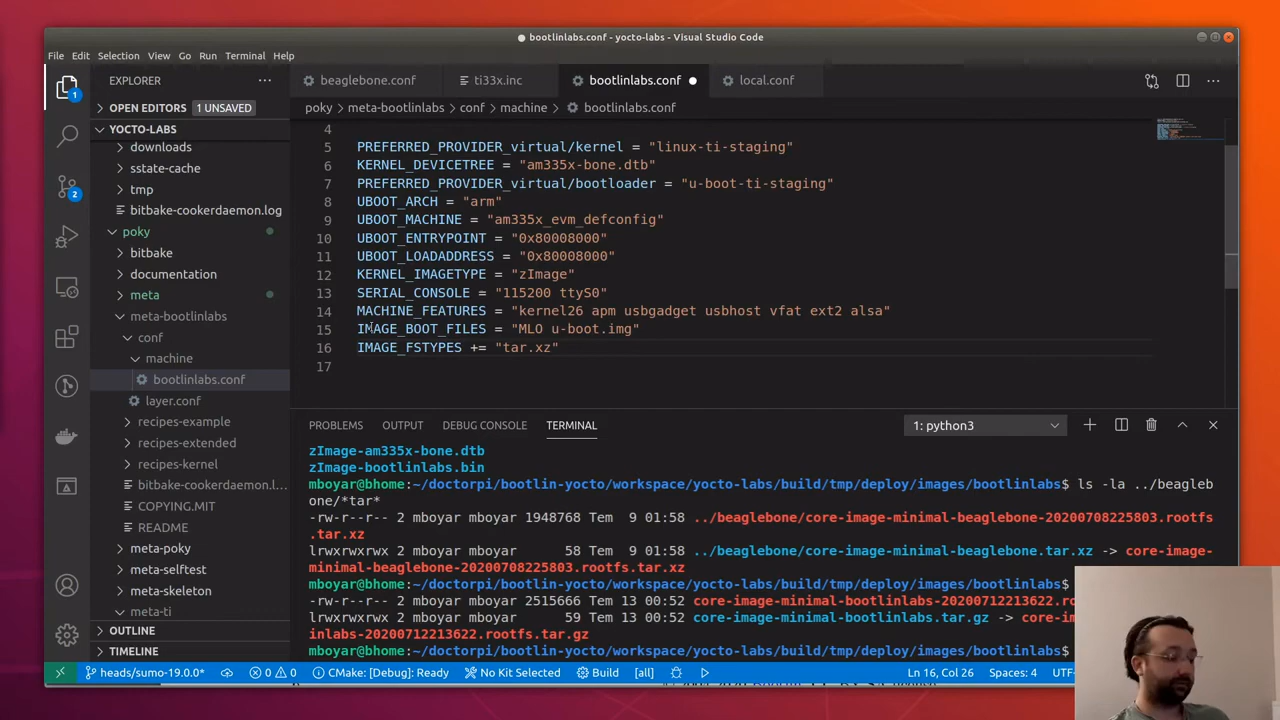 bootlinlabs.conf - yocto-labs - Visual Studio Code
File Edit Selection View Go Run Terminal Help
EXPLORER
beaglebone.conf ti33x.inc bootlinlabs.conf local.conf
OPEN EDITORS 1 UNSAVED
poky > meta-bootlinlabs > conf > machine > bootlinlabs.conf
YOCTO-LABS
downloads
sstate-cache
tmp
bitbake-cookerdaemon.log
poky
bitbake
documentation
meta
meta-bootlinlabs
conf
machine
bootlinlabs.conf
layer.conf
recipes-example
recipes-extended
recipes-kernel
bitbake-cookerdaemon.l...
COPYING.MIT
README
meta-poky
meta-selftest
meta-skeleton
meta-ti
OUTLINE
TIMELINE
4
5 PREFERRED_PROVIDER_virtual/kernel = "linux-ti-staging"
6 KERNEL_DEVICETREE = "am335x-bone.dtb"
7 PREFERRED_PROVIDER_virtual/bootloader = "u-boot-ti-staging"
8 UBOOT_ARCH = "arm"
9 UBOOT_MACHINE = "am335x_evm_defconfig"
10 UBOOT_ENTRYPOINT = "0x80008000"
11 UBOOT_LOADADDRESS = "0x80008000"
12 KERNEL_IMAGETYPE = "zImage"
13 SERIAL_CONSOLE = "115200 ttyS0"
14 MACHINE_FEATURES = "kernel26 apm usbgadget usbhost vfat ext2 alsa"
15 IMAGE_BOOT_FILES = "MLO u-boot.img"
16 IMAGE_FSTYPES += "tar.xz"
17
PROBLEMS OUTPUT DEBUG CONSOLE TERMINAL 1: python3
zImage-am335x-bone.dtb
zImage-bootlinlabs.bin
mboyar@bhome:~/doctorpi/bootlin-yocto/workspace/yocto-labs/build/tmp/deploy/images/bootlinlabs$ ls -la ../beagleb
one/*tar*
-rw-r--r-- 2 mboyar mboyar 1948768 Tem 9 01:58 ../beaglebone/core-image-minimal-beaglebone-20200708225803.rootfs
.tar.xz
lrwxrwxrwx 2 mboyar mboyar 58 Tem 9 01:58 ../beaglebone/core-image-minimal-beaglebone.tar.xz -> core-image-
minimal-beaglebone-20200708225803.rootfs.tar.xz
mboyar@bhome:~/doctorpi/bootlin-yocto/workspace/yocto-labs/build/tmp/deploy/images/bootlinlabs$
-rw-r--r-- 2 mboyar mboyar 2515666 Tem 13 00:52 core-image-minimal-bootlinlabs-20200712213622.rootfs
lrwxrwxrwx 2 mboyar mboyar 59 Tem 13 00:52 core-image-minimal-bootlinlabs.tar.gz -> core-im
inlabs-20200712213622.rootfs.tar.gz
mboyar@bhome:~/doctorpi/bootlin-yocto/workspace/yocto-labs/build/tmp/deploy/images/bootlinlabs$
heads/sumo-19.0.0* 0 0 CMake: [Debug]: Ready No Kit Selected Build [all] Ln 16, Col 26 Spaces: 4 UTF-